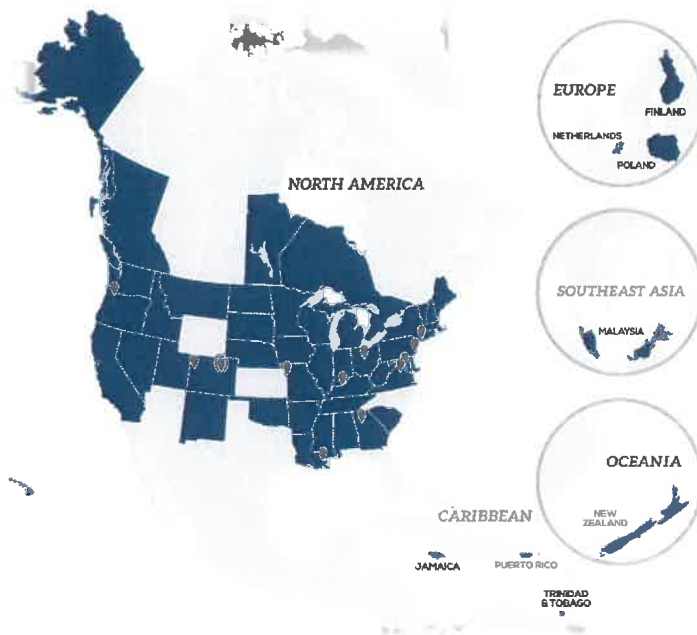 EUROPE
FINLAND
NETHERLANDS
POLAND
NORTH AMERICA
SOUTHEAST ASIA
MALAYSIA
OCEANIA
NEW
ZEALAND
CARIBBEAN
JAMAICA
PUERTO RICO
TRINIDAD
& TOBAGO